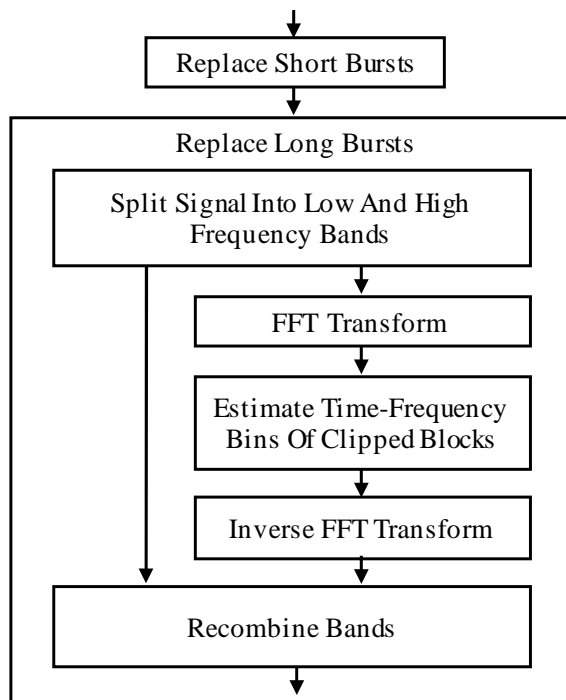 Replace Short Bursts
Replace Long Bursts
Split Signal Into Low And High
Frequency Bands
FFT Transform
Estimate Time-Frequency
Bins Of Clipped Blocks
Inverse FFT Transform
Recombine Bands